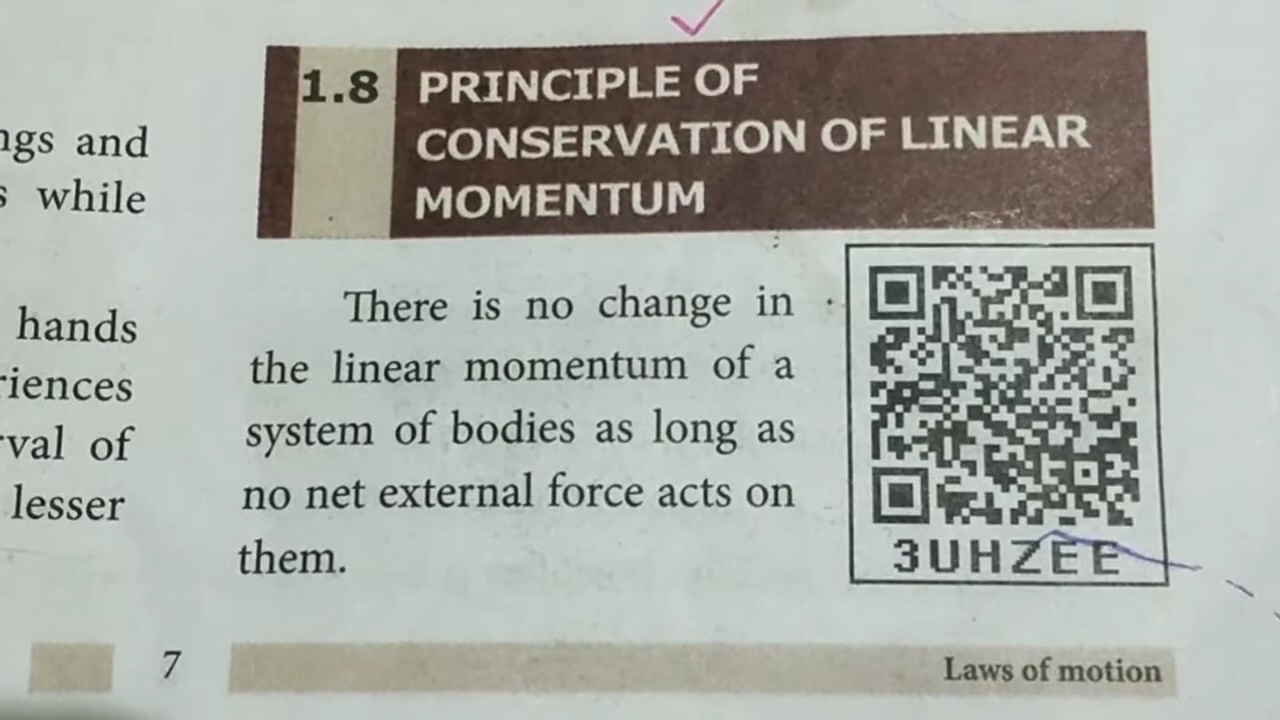 ngs and
while
hands
riences
val of
lesser
1.8 PRINCIPLE OF
CONSERVATION OF LINEAR
MOMENTUM
There is no change in
the linear momentum of a
system of bodies as long as
no net external force acts on
them.
3UHZEE
7
Laws of motion